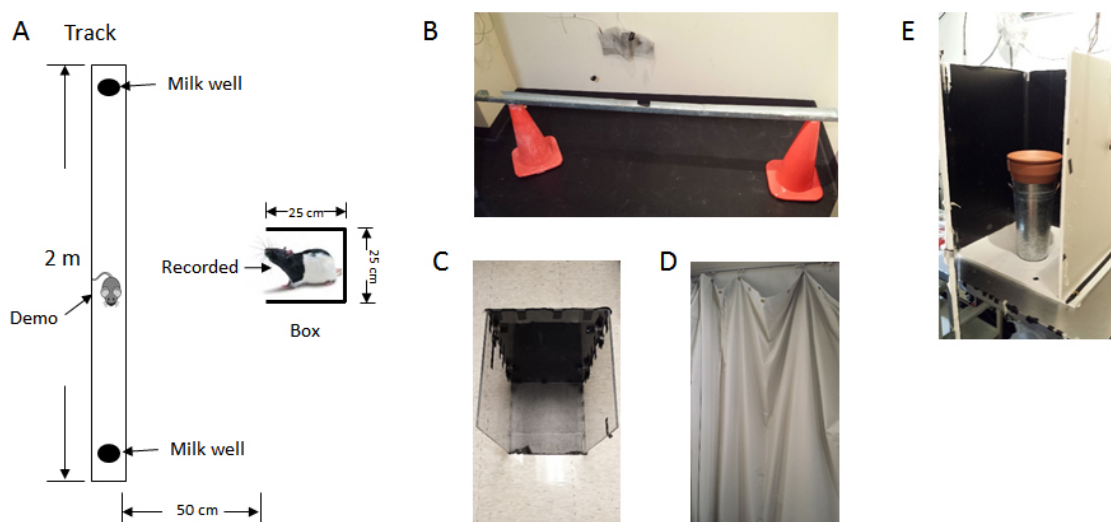 A Track
Milk well
2 m
Demo
Milk well
50 cm
25 cm
25 cm
Recorded
Box
B
C
D
E